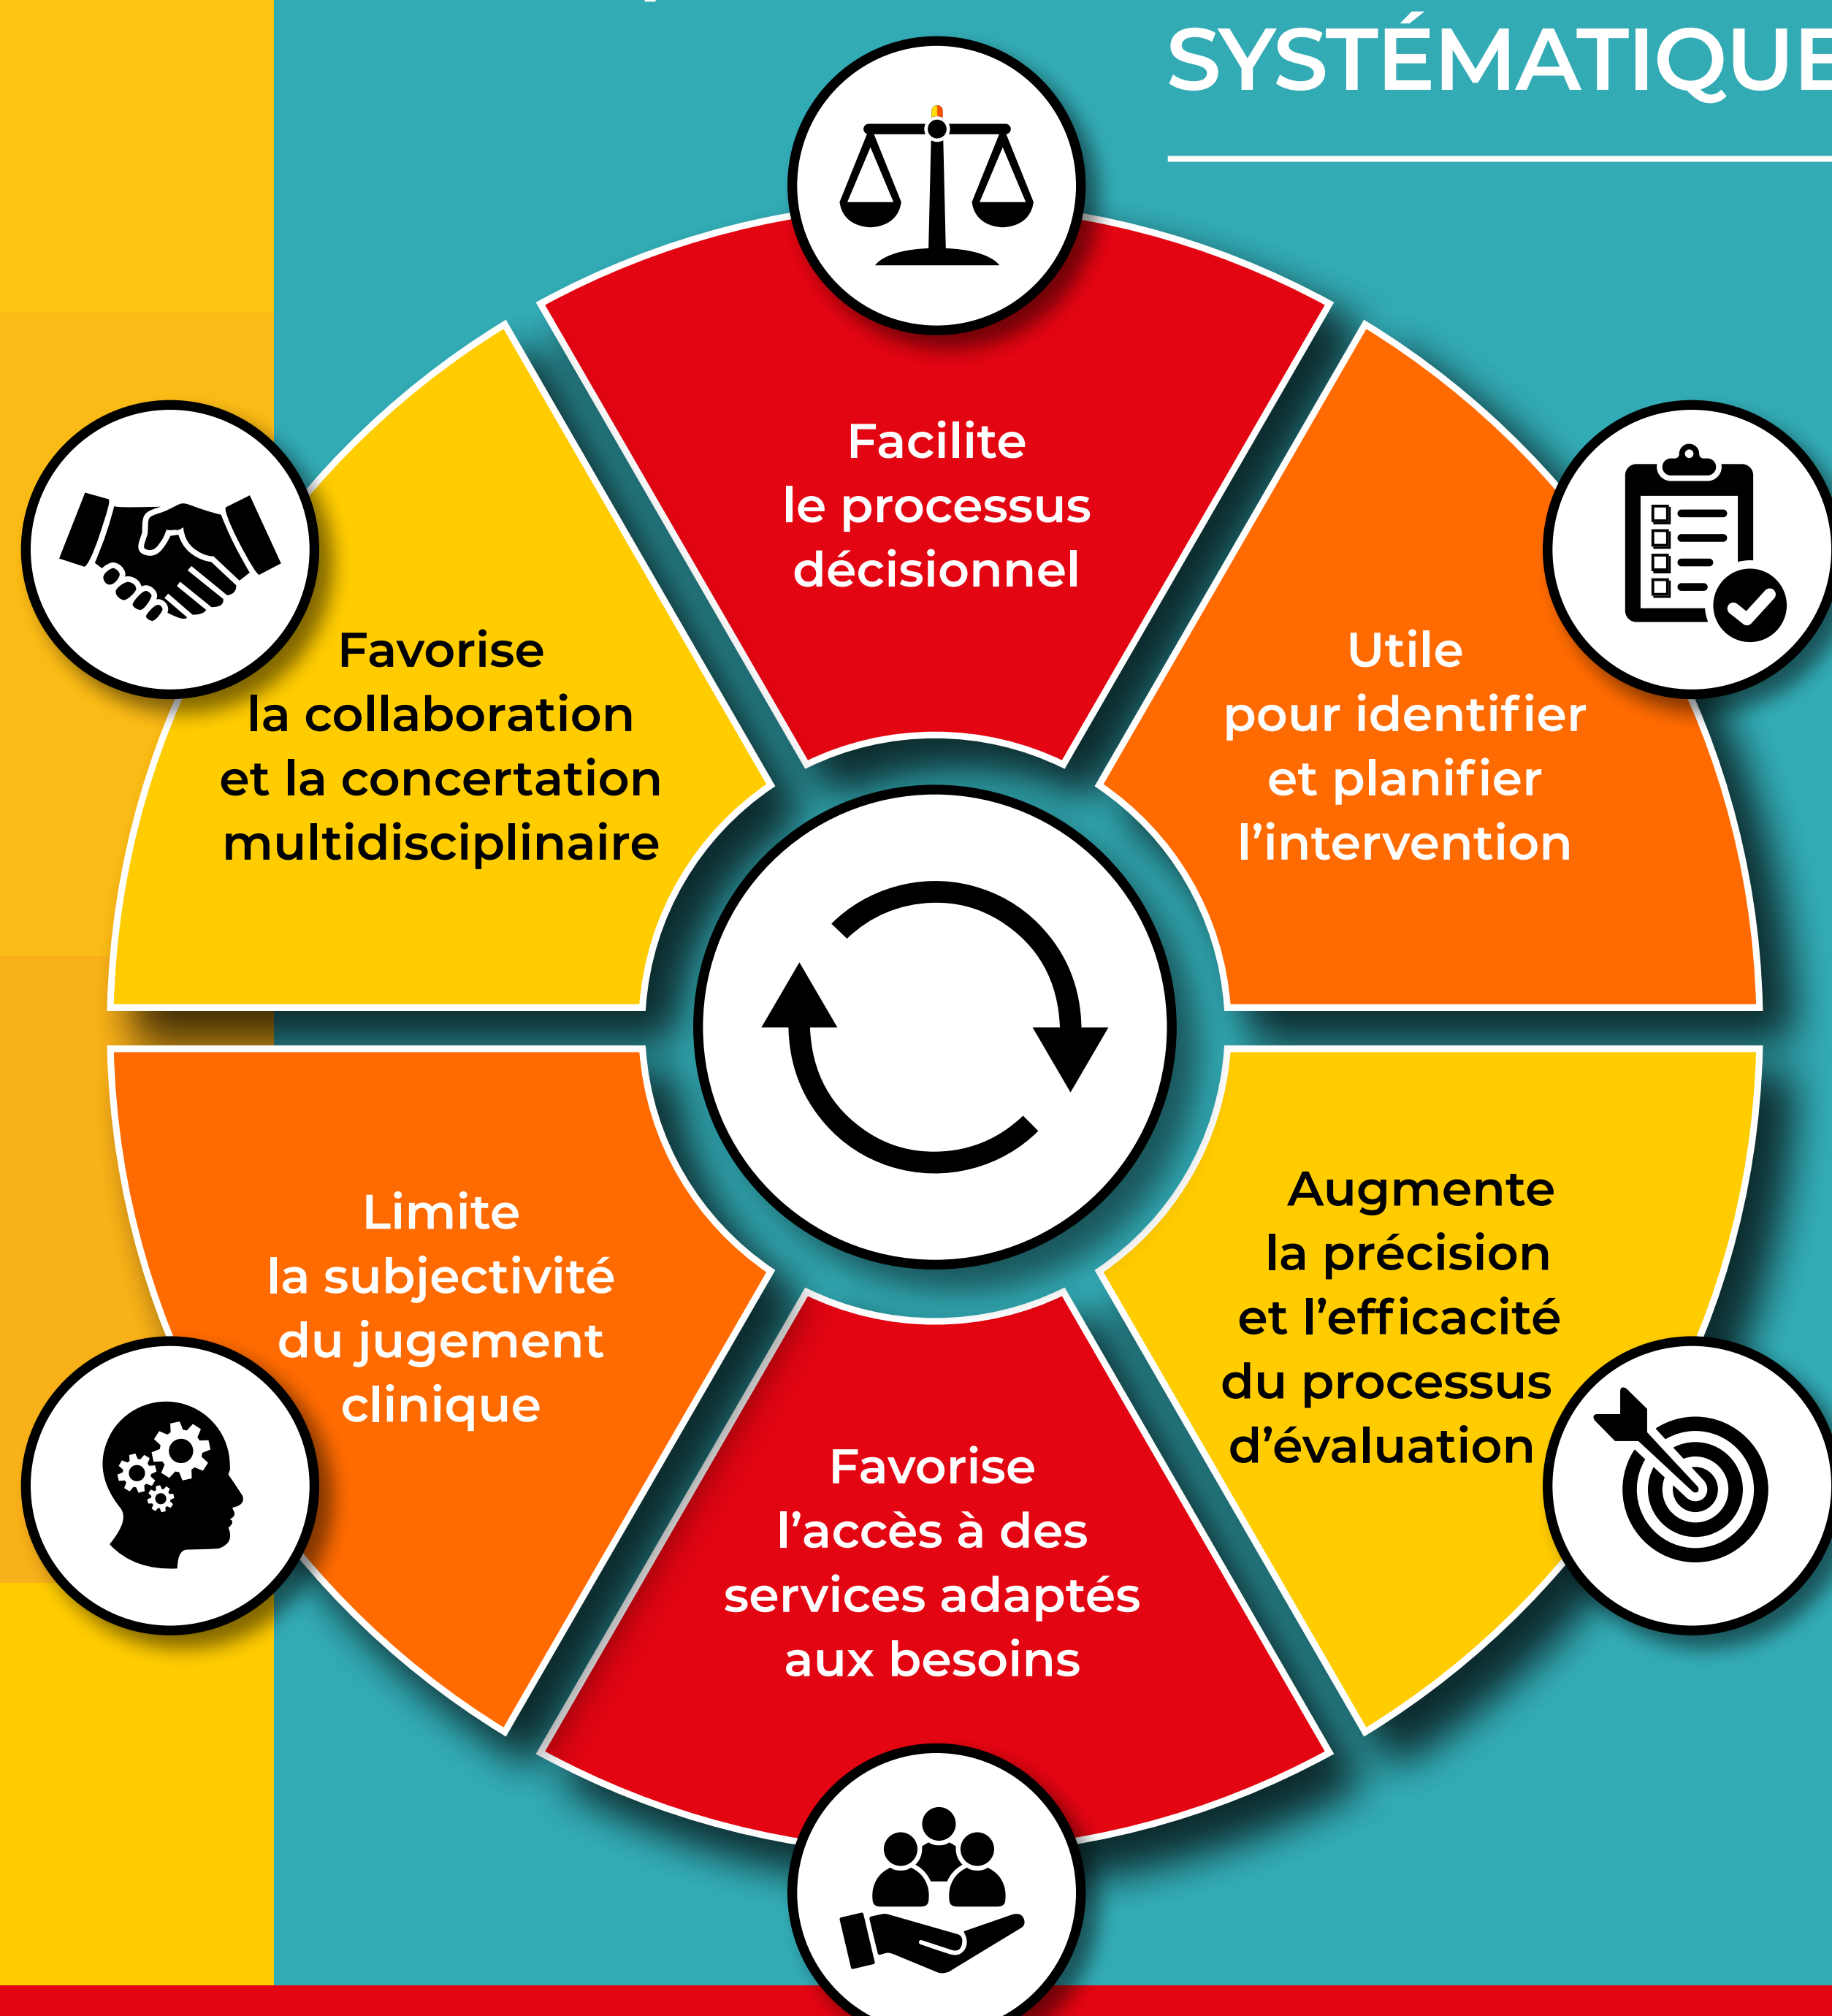 SYSTÉMATIQUE
Facilite
le processus
décisionnel
Utile
pour identifier
et planifier
l’intervention
Augmente
la précision
et l’efficacité
du processus
d’évaluation
Favorise
l’accès à des
services adaptés
aux besoins
Limite
la subjectivité
du jugement
clinique
Favorise
la collaboration
et la concertation
multidisciplinaire